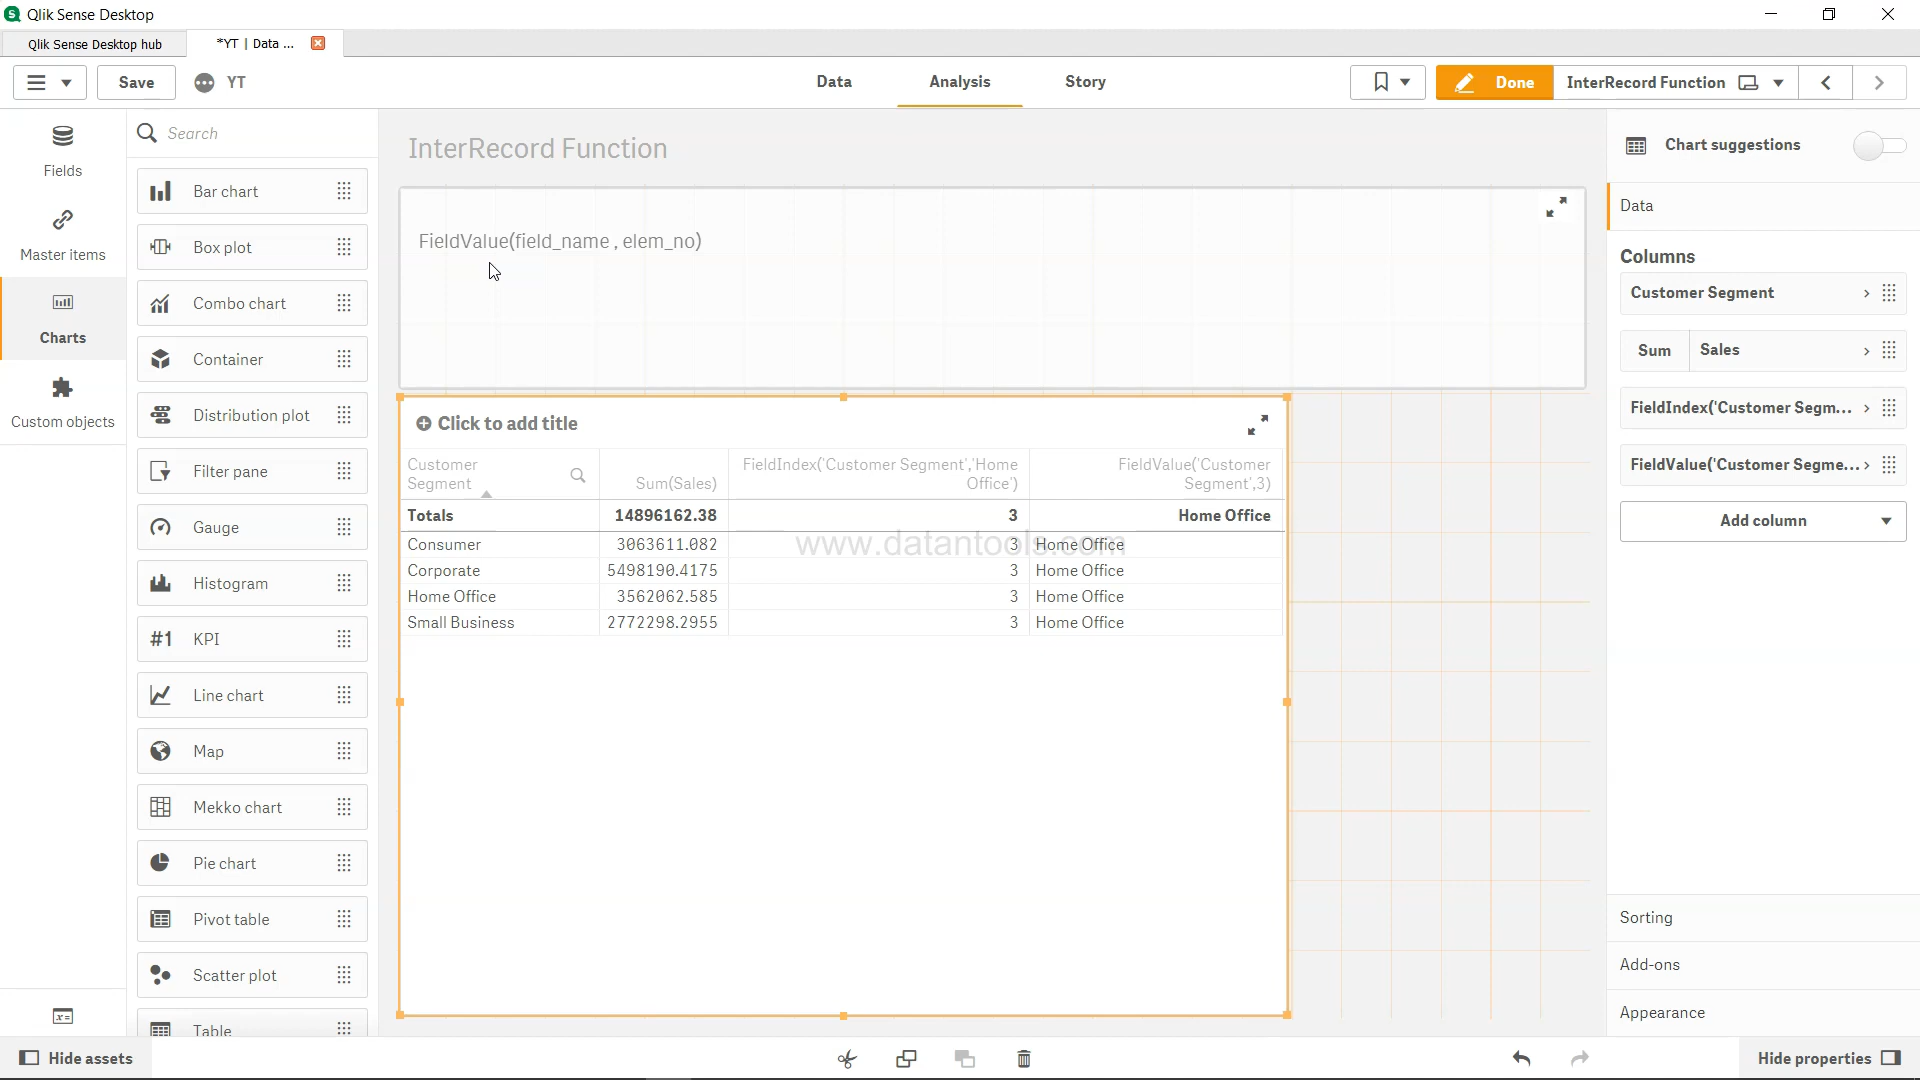 Qlik Sense Desktop
Qlik Sense Desktop hub
*YT | Data ...
Save
YT
Data
Analysis
Story
Done
InterRecord Function
Fields
Master items
Charts
Custom objects
Search
Bar chart
Box plot
Combo chart
Container
Distribution plot
Filter pane
Gauge
Histogram
#1 KPI
Line chart
Map
Mekko chart
Pie chart
Pivot table
Scatter plot
Table
InterRecord Function
FieldValue(field_name , elem_no)
Click to add title
Customer
Segment
Sum(Sales)
FieldIndex('Customer Segment','Home
Office')
FieldValue('Customer
Segment',3)
Totals 14896162.38 3 Home Office
Consumer 3063611.082 3 Home Office
Corporate 5498190.4175 3 Home Office
Home Office 3562062.585 3 Home Office
Small Business 2772298.2955 3 Home Office
www.datantools.com
Chart suggestions
Data
Columns
Customer Segment
Sum Sales
FieldIndex('Customer Segm...
FieldValue('Customer Segme...
Add column
Sorting
Add-ons
Appearance
x=
Hide assets
Hide properties